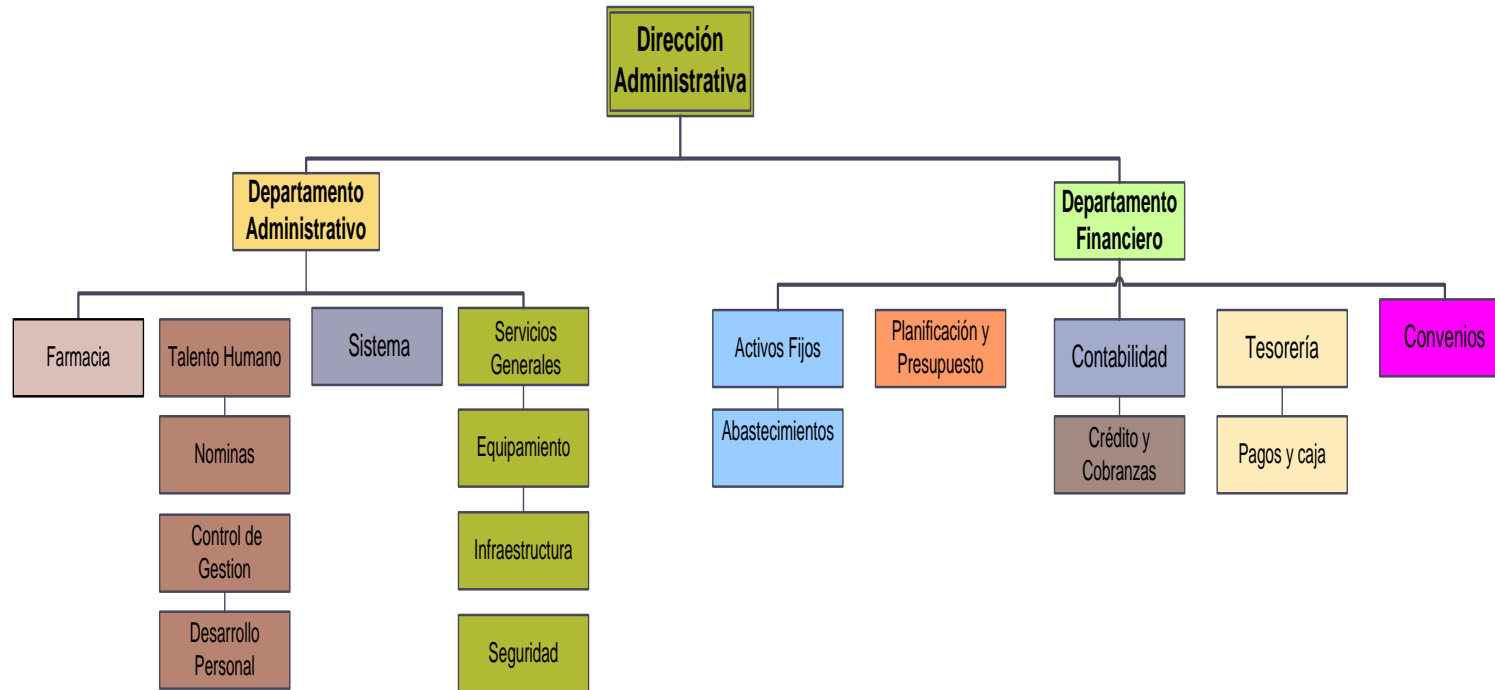 Dirección
Administrativa
Departamento
Administrativo
Departamento
Financiero
Farmacia
Talento Humano
Sistema
Servicios
Generales
Activos Fijos
Planificación y
Presupuesto
Contabilidad
Tesorería
Convenios
Nominas
Equipamiento
Abastecimientos
Crédito y
Cobranzas
Pagos y caja
Control de
Gestion
Infraestructura
Desarrollo
Personal
Seguridad